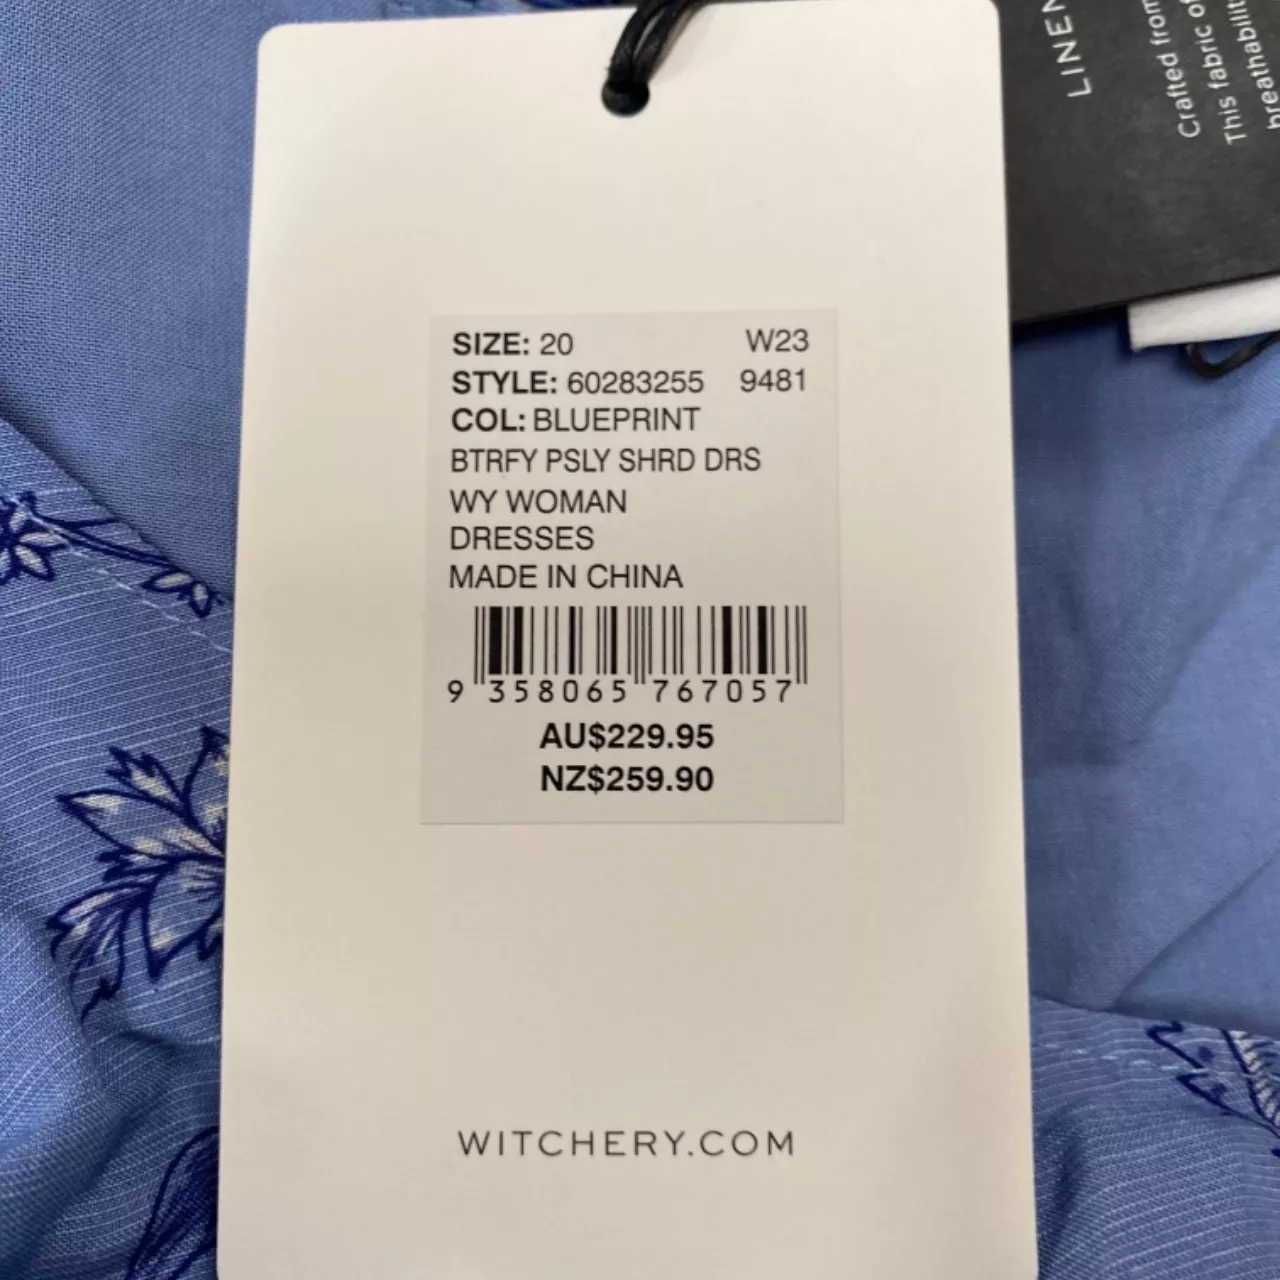 SIZE: 20 W23
STYLE: 60283255 9481
COL: BLUEPRINT
BTRFY PSLY SHRD DRS
WY WOMAN
DRESSES
MADE IN CHINA
9 358065 767057
AU$229.95
NZ$259.90
WITCHERY.COM
LINEN
Crafted from
This fabric of